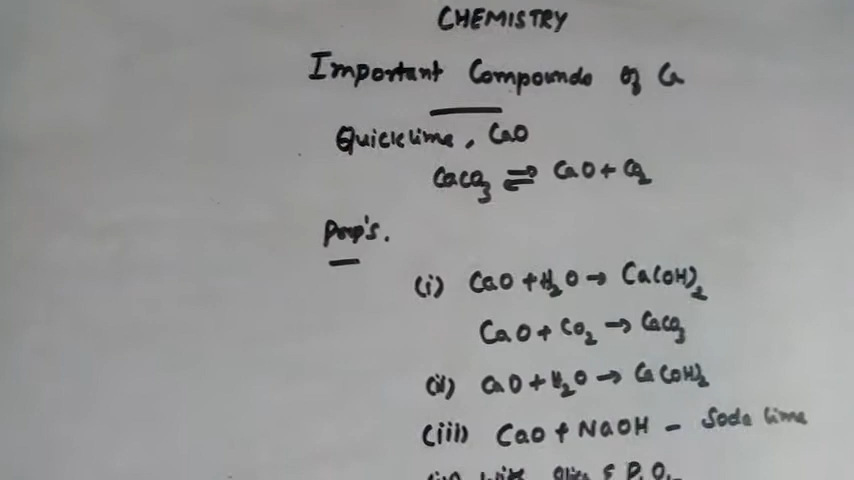 CHEMISTRY
Important Compounds of Ca
Quicklime, CaO
CaCO3 ⇌ CaO + CO2
Prop's.
(i) CaO + H2O → Ca(OH)2
CaO + CO2 → CaCO3
(ii) CaO + H2O → Ca(OH)2
(iii) CaO + NaOH - Soda lime